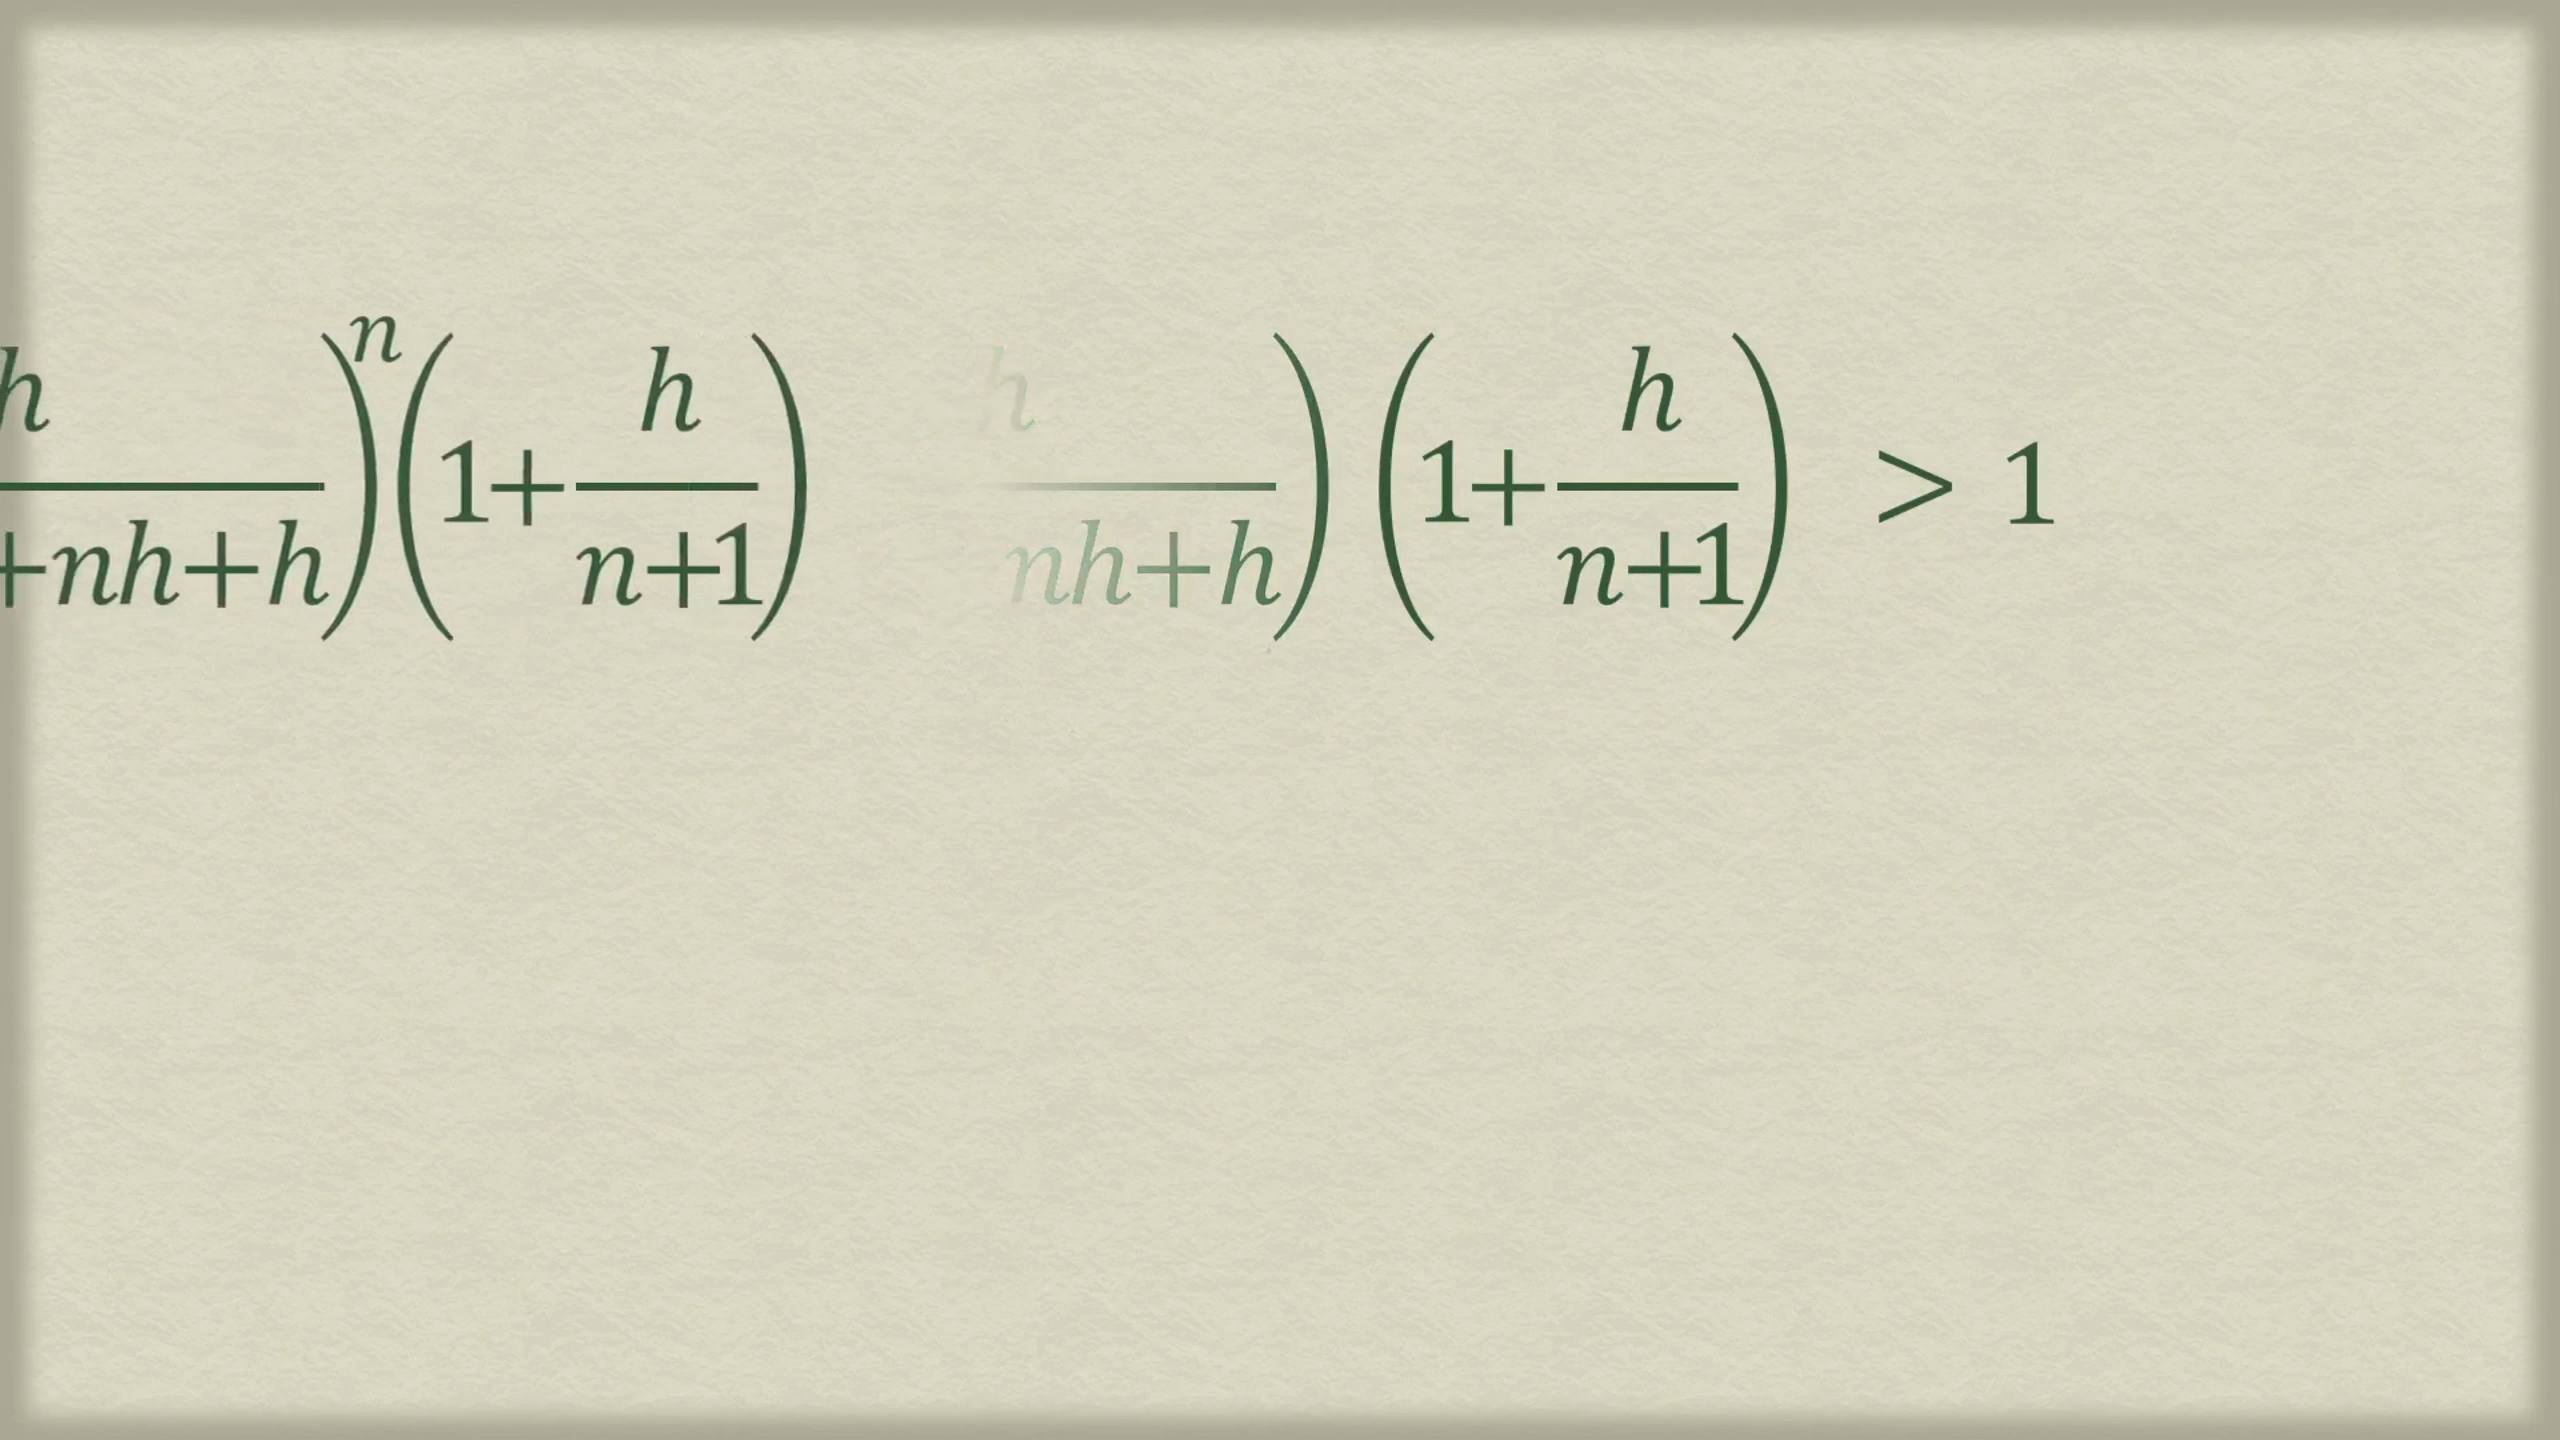 h/(+nh+h))^n (1+h/(n+1)) h/(nh+h)) (1+h/(n+1)) > 1